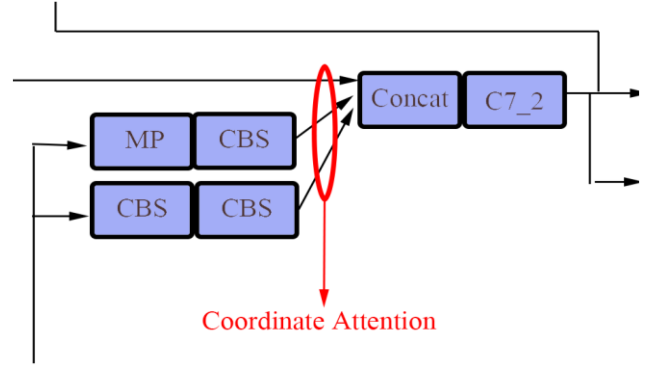 Concat C7_2
MP CBS
CBS CBS
Coordinate Attention